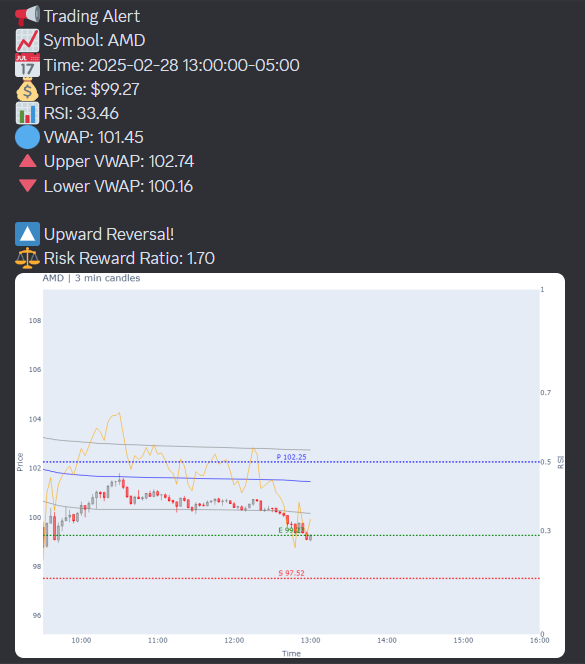 Trading Alert
Symbol: AMD
JUL 17 Time: 2025-02-28 13:00:00-05:00
Price: $99.27
RSI: 33.46
VWAP: 101.45
Upper VWAP: 102.74
Lower VWAP: 100.16
Upward Reversal!
Risk Reward Ratio: 1.70
AMD | 3 min candles
108
106
104
102
100
98
96
Price
P 102.25
S 97.52
1
0.7
0.5
0.3
0
RSI
10:00 11:00 12:00 13:00 14:00 15:00 16:00
Time